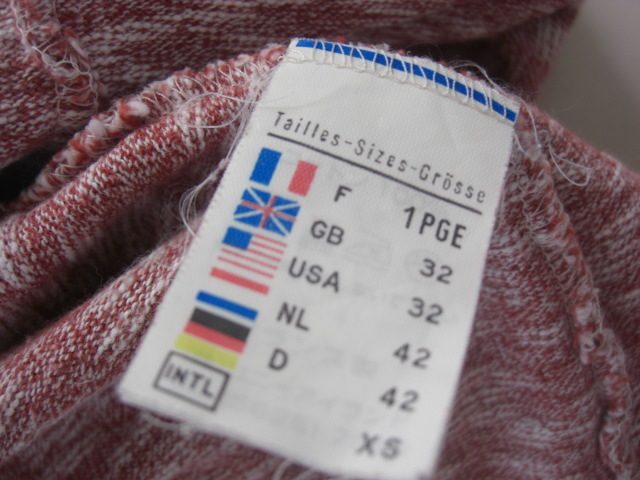 Tailles-Sizes-Grösse
F 1PGE
GB 32
USA 32
NL 42
D 42
INTL XS